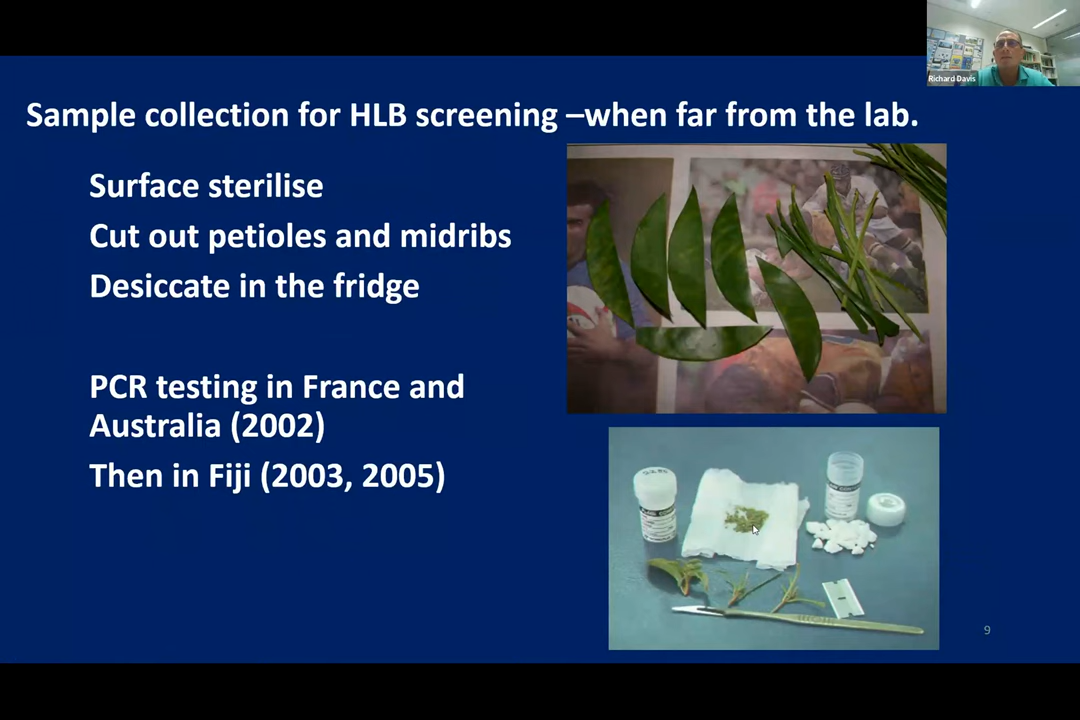 Richard Davis
Sample collection for HLB screening –when far from the lab.
Surface sterilise
Cut out petioles and midribs
Desiccate in the fridge
PCR testing in France and
Australia (2002)
Then in Fiji (2003, 2005)
9